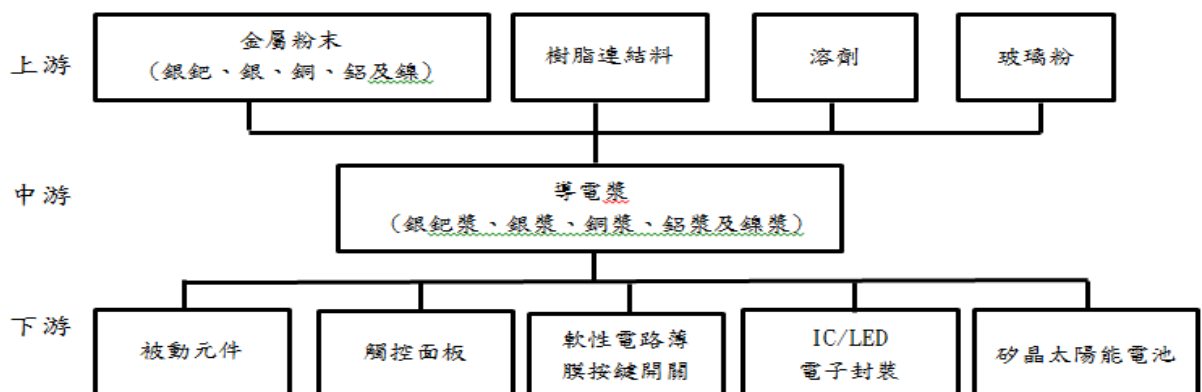 上游
金屬粉末
(銀鈀、銀、銅、鋁及鎳)
樹脂連結料
溶劑
玻璃粉
中游
導電漿
(銀鈀漿、銀漿、銅漿、鋁漿及鎳漿)
下游
被動元件
觸控面板
軟性電路薄
膜按鍵開關
IC/LED
電子封裝
矽晶太陽能電池